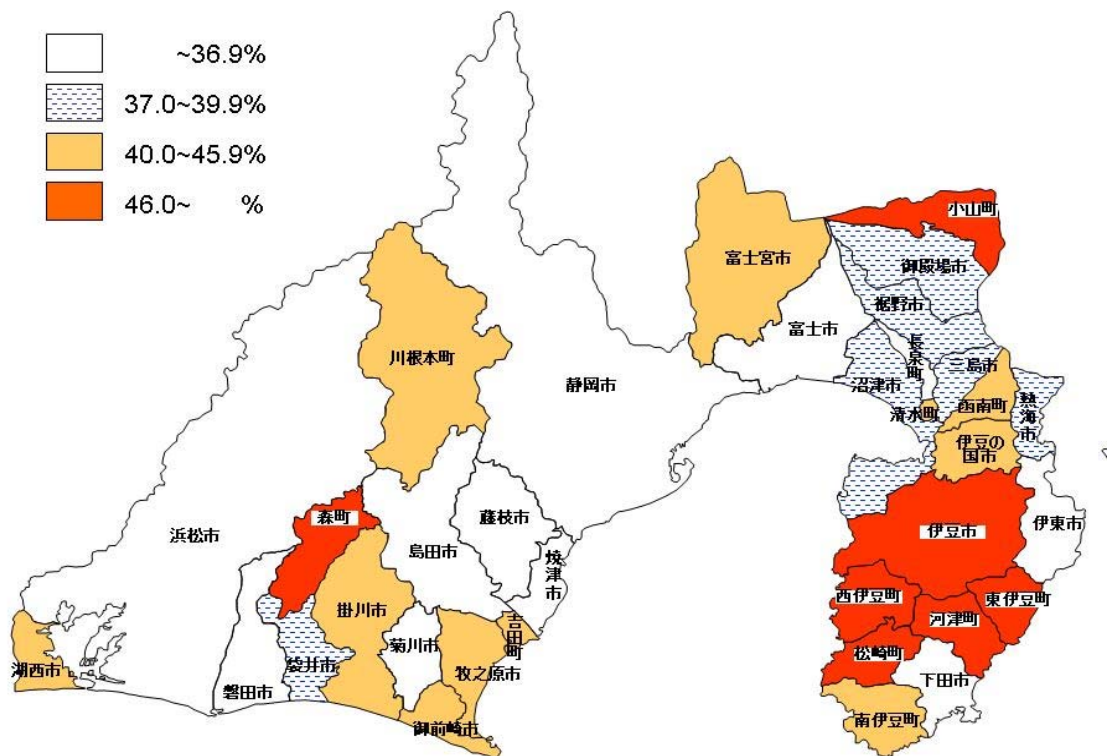 ~36.9%
37.0~39.9%
40.0~45.9%
46.0~ %
小山町
御殿場市
富士宮市
裾野市
富士市
長泉町
三島市
川根本町
静岡市
沼津市
清水町
函南町
熱海市
伊豆の
国市
森町
藤枝市
浜松市
島田市
焼津市
伊豆市
伊東市
掛川市
吉田町
西伊豆町
東伊豆町
河津町
菊川市
松崎町
湖西市
袋井市
牧之原市
下田市
磐田市
御前崎市
南伊豆町